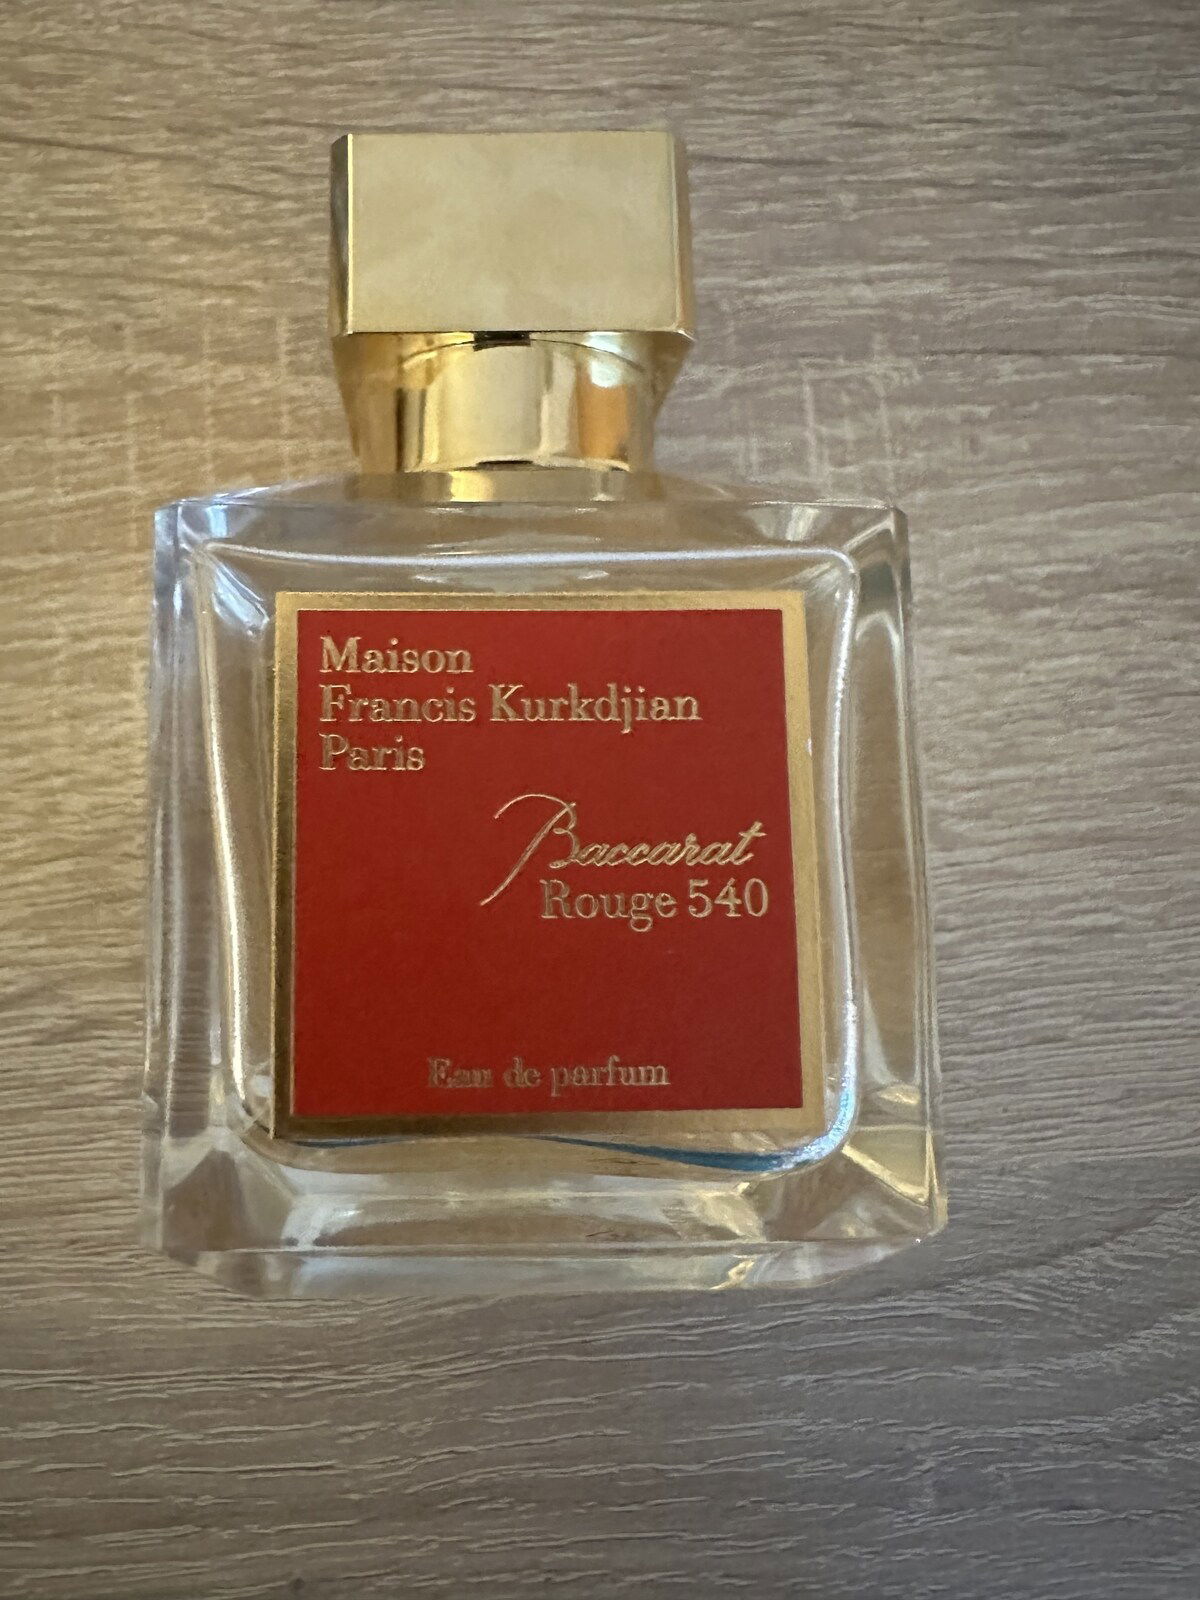 Maison
Francis Kurkdjian
Paris
Baccarat
Rouge 540
Eau de parfum